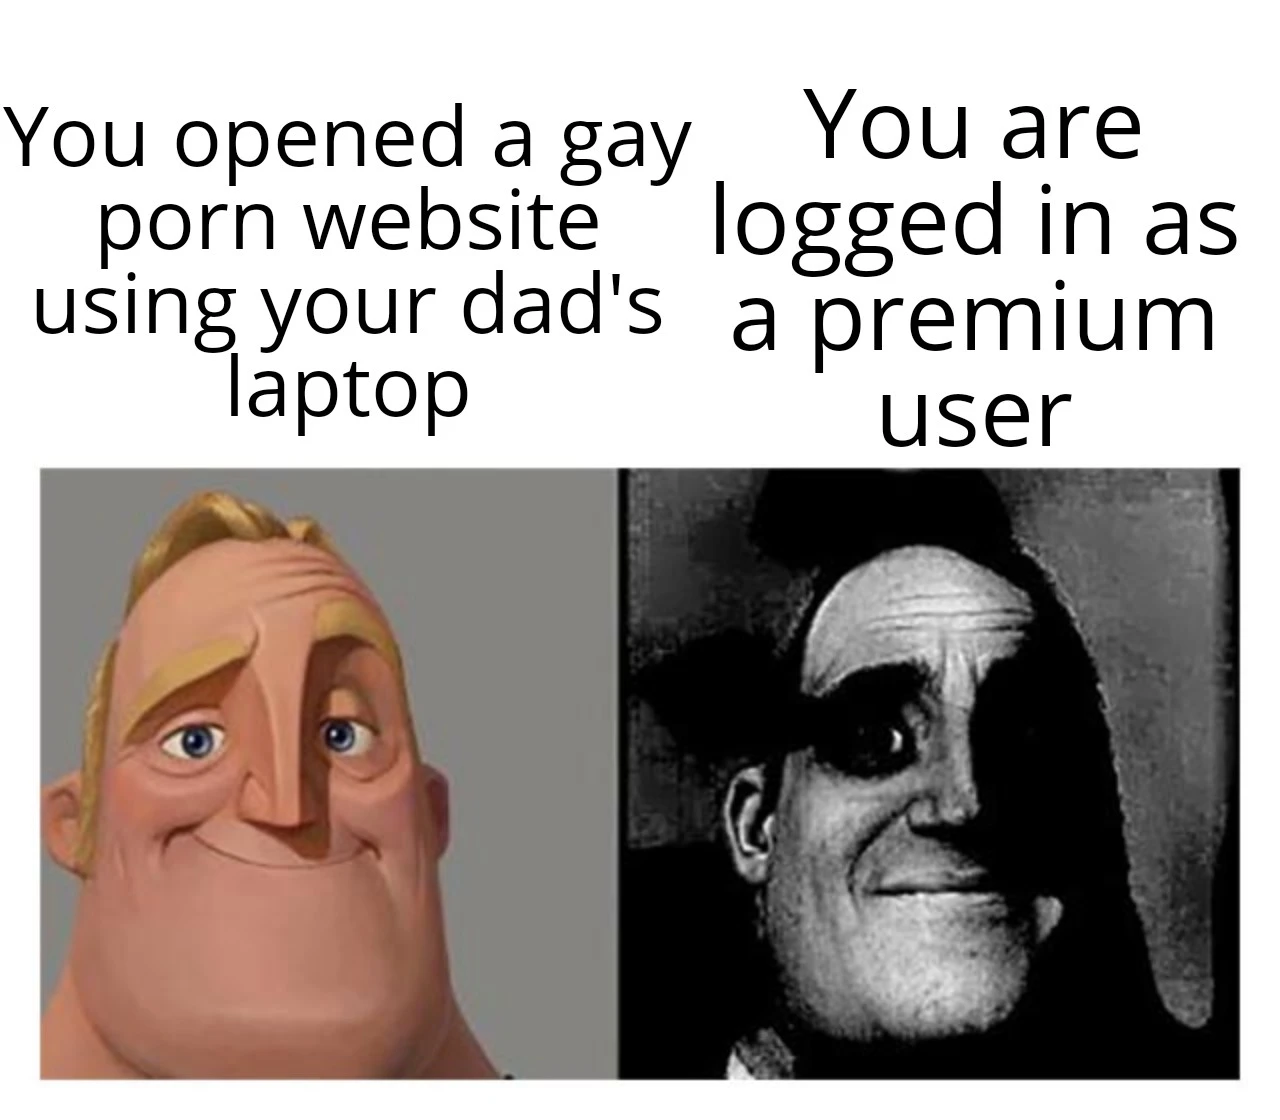 You opened a gay
porn website
using your dad's
laptop
You are
logged in as
a premium
user